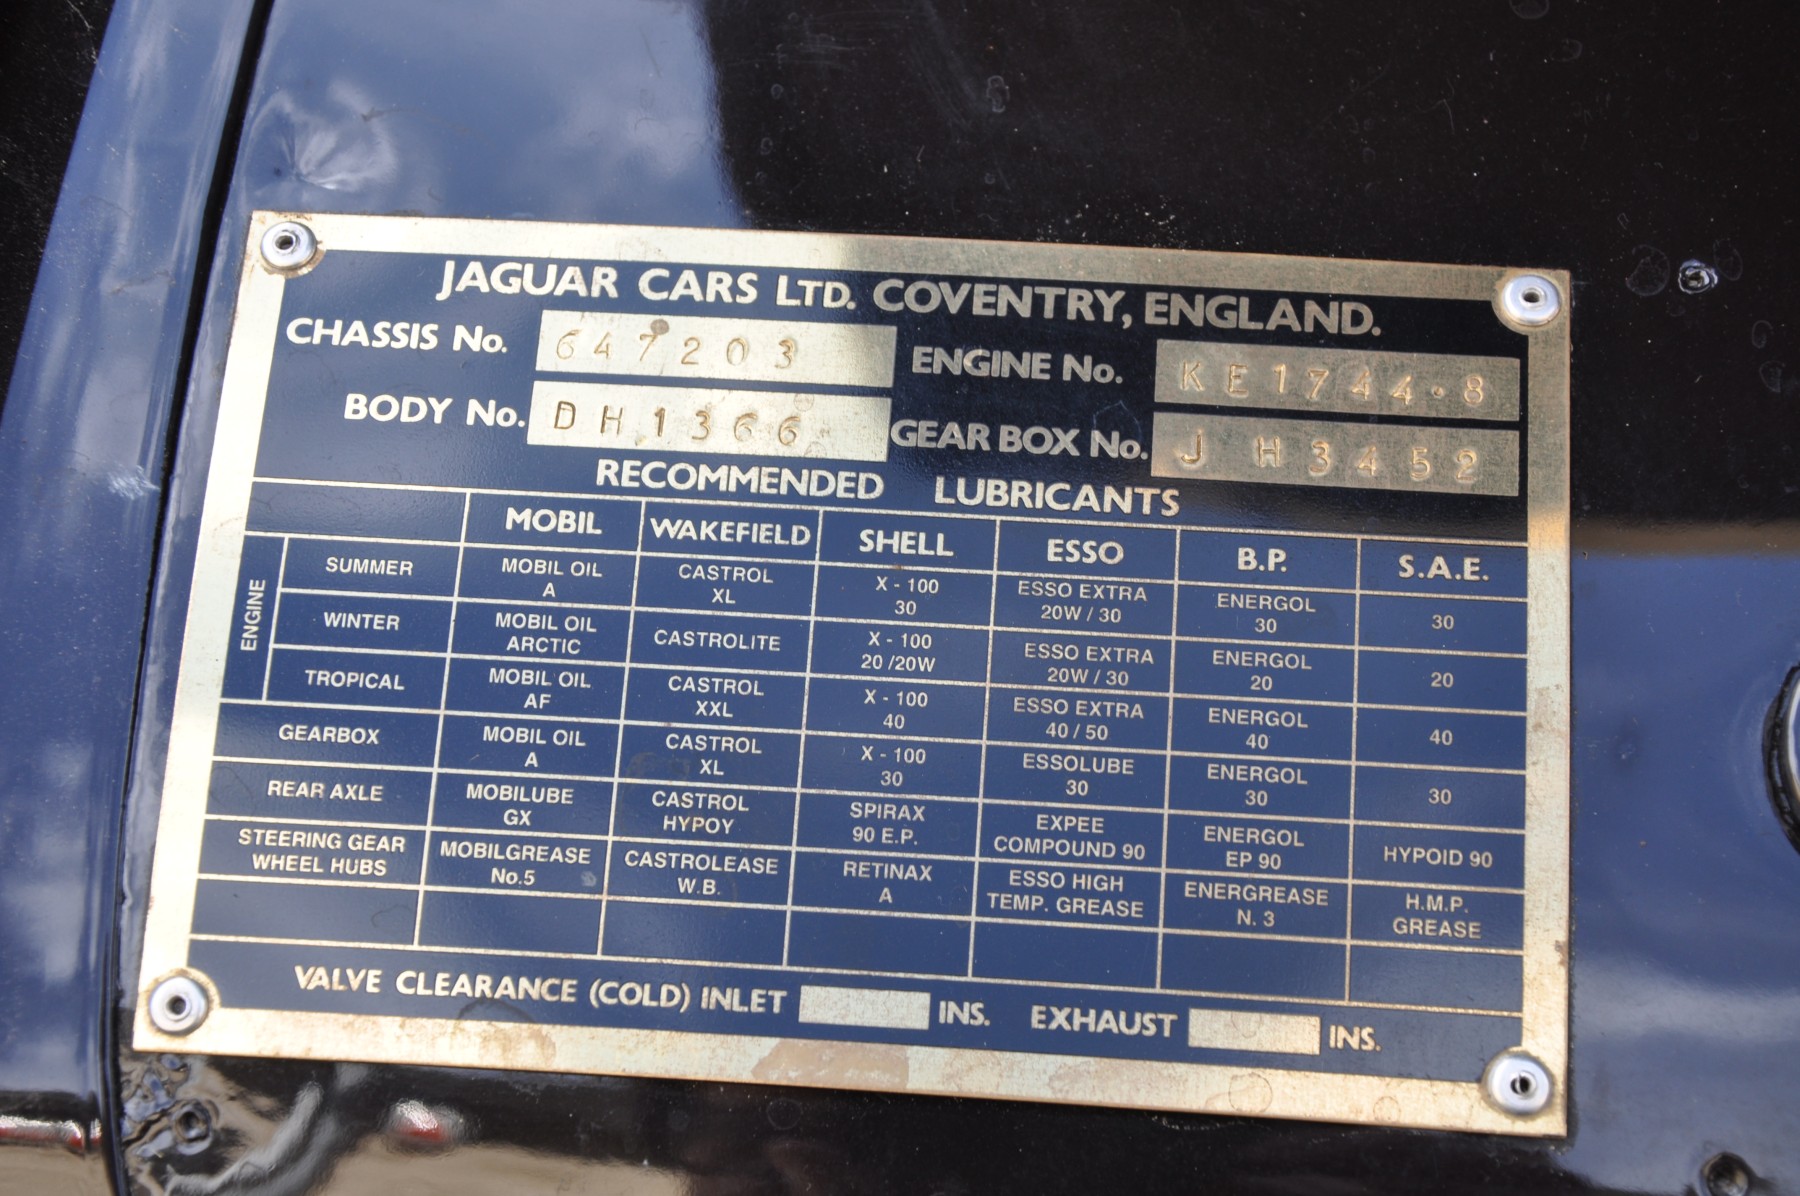 JAGUAR CARS LTD. COVENTRY, ENGLAND.
CHASSIS No. 647203 ENGINE No. KE1744-8
BODY No. DH1366 GEAR BOX No. JH3452
RECOMMENDED LUBRICANTS
MOBIL WAKEFIELD SHELL ESSO B.P. S.A.E.
ENGINE
SUMMER MOBIL OIL A CASTROL XL X - 100 30 ESSO EXTRA 20W / 30 ENERGOL 30 30
WINTER MOBIL OIL ARCTIC CASTROLITE X - 100 20 /20W ESSO EXTRA 20W / 30 ENERGOL 20 20
TROPICAL MOBIL OIL AF CASTROL XXL X - 100 40 ESSO EXTRA 40 / 50 ENERGOL 40 40
GEARBOX MOBIL OIL A CASTROL XL X - 100 30 ESSOLUBE 30 ENERGOL 30 30
REAR AXLE MOBILUBE GX CASTROL HYPOY SPIRAX 90 E.P. EXPEE COMPOUND 90 ENERGOL EP 90 HYPOID 90
STEERING GEAR WHEEL HUBS MOBILGREASE No.5 CASTROLEASE W.B. RETINAX A ESSO HIGH TEMP. GREASE ENERGREASE N. 3 H.M.P. GREASE
VALVE CLEARANCE (COLD) INLET INS. EXHAUST INS.